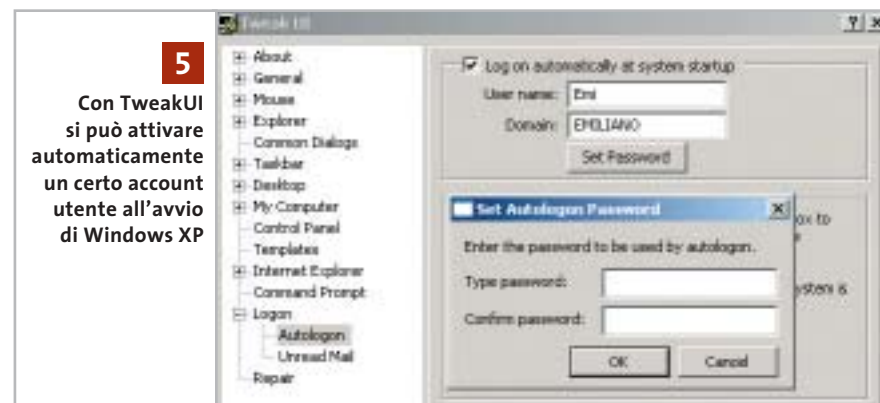 5
Con TweakUI
si può attivare
automaticamente
un certo account
utente all'avvio
di Windows XP
Tweak UI
About
General
Mouse
Explorer
Common Dialogs
Taskbar
Desktop
My Computer
Control Panel
Templates
Internet Explorer
Command Prompt
Logon
Autologon
Unread Mail
Repair
Log on automatically at system startup
User name: Emi
Domain: EMILIANO
Set Password
Set Autologon Password
Enter the password to be used by autologon.
Type password:
Confirm password:
OK
Cancel
to
system is